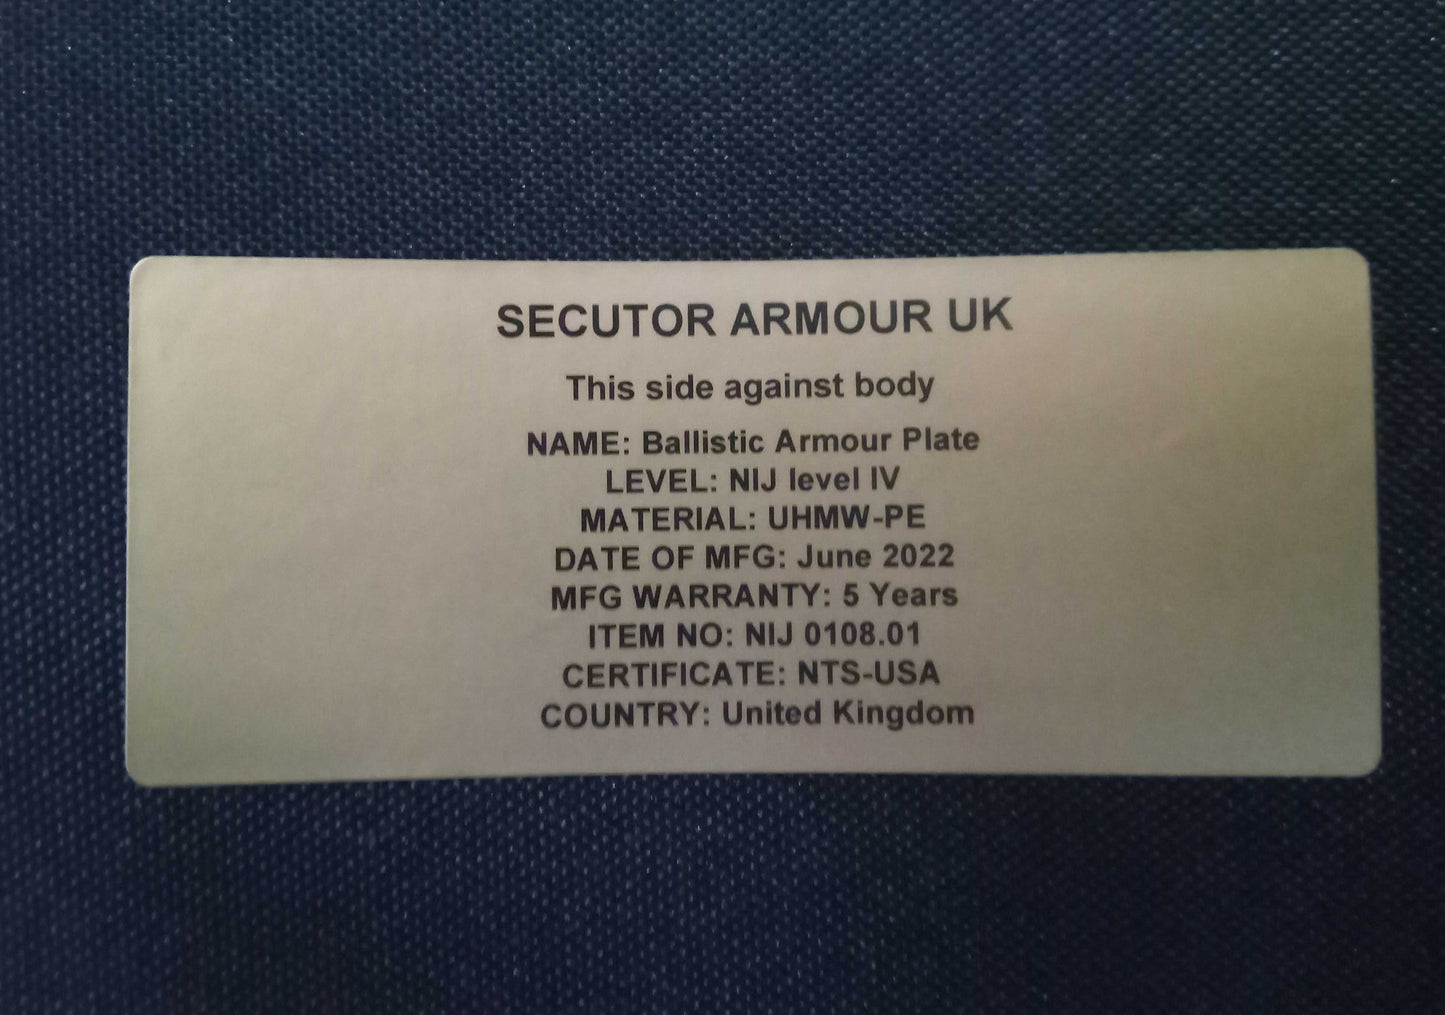 SECUTOR ARMOUR UK
This side against body
NAME: Ballistic Armour Plate
LEVEL: NIJ level IV
MATERIAL: UHMW-PE
DATE OF MFG: June 2022
MFG WARRANTY: 5 Years
ITEM NO: NIJ 0108.01
CERTIFICATE: NTS-USA
COUNTRY: United Kingdom